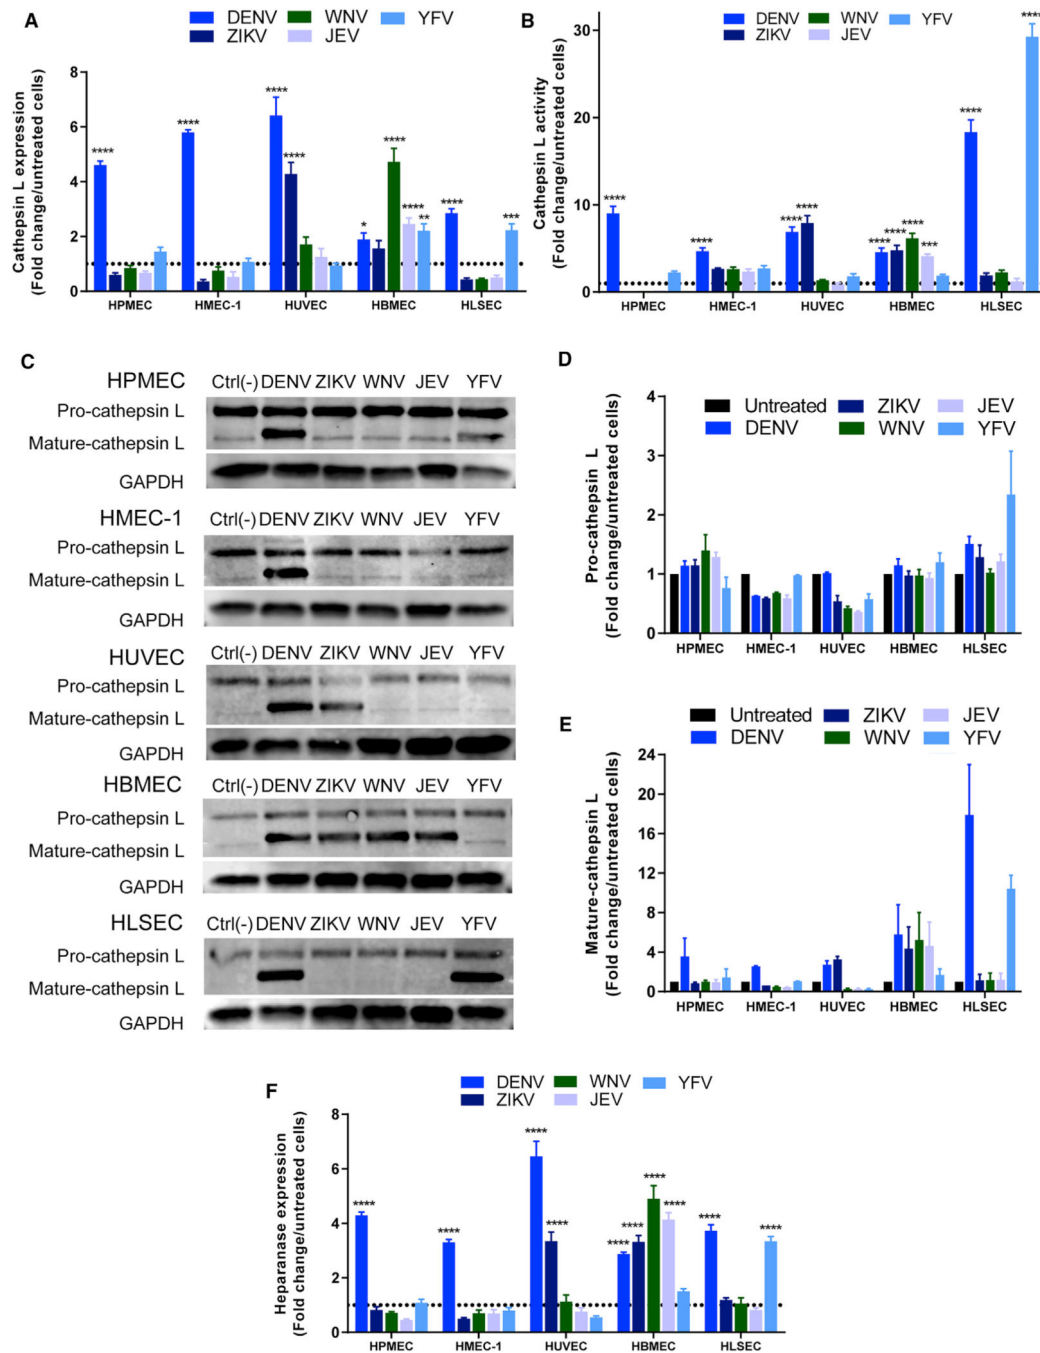 A
DENV WNV YFV
ZIKV JEV
Cathepsin L expression
(Fold change/untreated cells)
8
6
4
2
0
**** **** **** **** * **** **** ** **** ***
HPMEC HMEC-1 HUVEC HBMEC HLSEC
B
DENV WNV YFV
ZIKV JEV
Cathepsin L activity
(Fold change/untreated cells)
30
20
10
0
**** **** **** **** **** **** **** *** **** ****
HPMEC HMEC-1 HUVEC HBMEC HLSEC
C
HPMEC Ctrl(-) DENV ZIKV WNV JEV YFV
Pro-cathepsin L
Mature-cathepsin L
GAPDH
HMEC-1 Ctrl(-) DENV ZIKV WNV JEV YFV
Pro-cathepsin L
Mature-cathepsin L
GAPDH
HUVEC Ctrl(-) DENV ZIKV WNV JEV YFV
Pro-cathepsin L
Mature-cathepsin L
GAPDH
HBMEC Ctrl(-) DENV ZIKV WNV JEV YFV
Pro-cathepsin L
Mature-cathepsin L
GAPDH
HLSEC Ctrl(-) DENV ZIKV WNV JEV YFV
Pro-cathepsin L
Mature-cathepsin L
GAPDH
D
Untreated ZIKV JEV
DENV WNV YFV
Pro-cathepsin L
(Fold change/untreated cells)
4
3
2
1
0
HPMEC HMEC-1 HUVEC HBMEC HLSEC
E
Untreated ZIKV JEV
DENV WNV YFV
Mature-cathepsin L
(Fold change/untreated cells)
24
20
16
12
8
4
0
HPMEC HMEC-1 HUVEC HBMEC HLSEC
F
DENV WNV YFV
ZIKV JEV
Heparanase expression
(Fold change/untreated cells)
8
6
4
2
0
**** **** **** **** **** **** **** **** **** ****
HPMEC HMEC-1 HUVEC HBMEC HLSEC